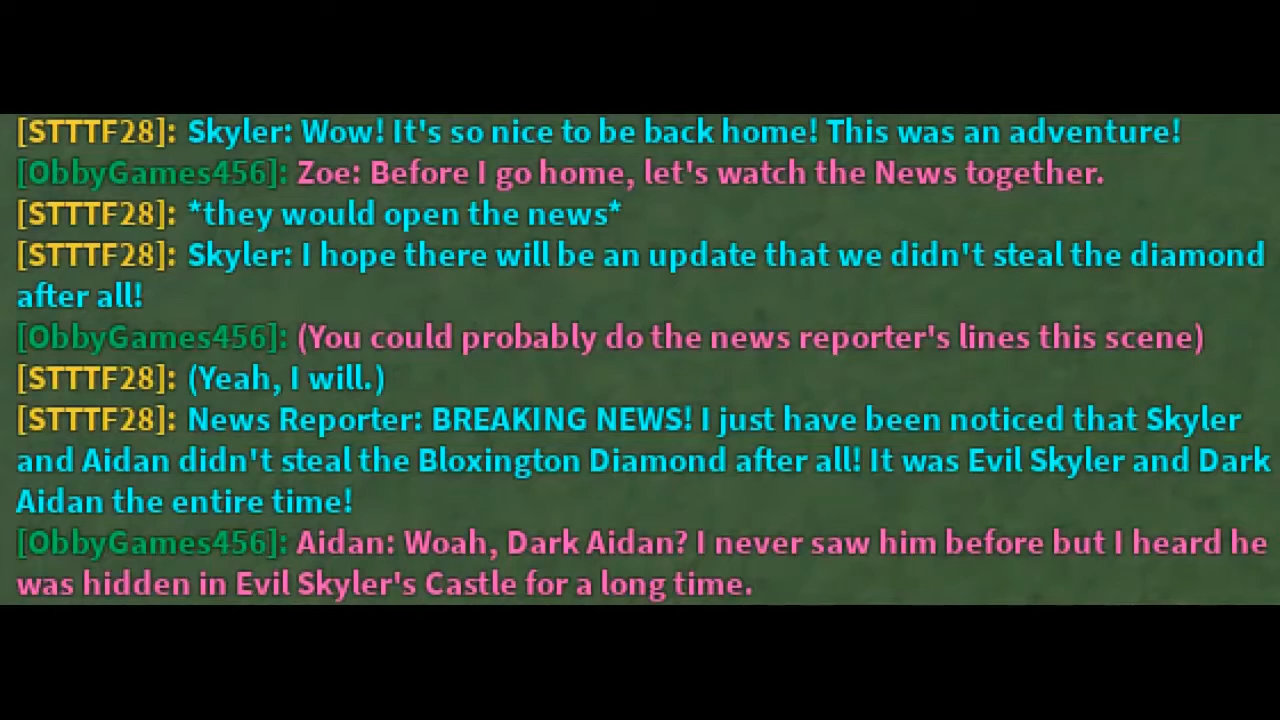 [STTTF28]: Skyler: Wow! It's so nice to be back home! This was an adventure!
[ObbyGames456]: Zoe: Before I go home, let's watch the News together.
[STTTF28]: *they would open the news*
[STTTF28]: Skyler: I hope there will be an update that we didn't steal the diamond
after all!
[ObbyGames456]: (You could probably do the news reporter's lines this scene)
[STTTF28]: (Yeah, I will.)
[STTTF28]: News Reporter: BREAKING NEWS! I just have been noticed that Skyler
and Aidan didn't steal the Bloxington Diamond after all! It was Evil Skyler and Dark
Aidan the entire time!
[ObbyGames456]: Aidan: Woah, Dark Aidan? I never saw him before but I heard he
was hidden in Evil Skyler's Castle for a long time.